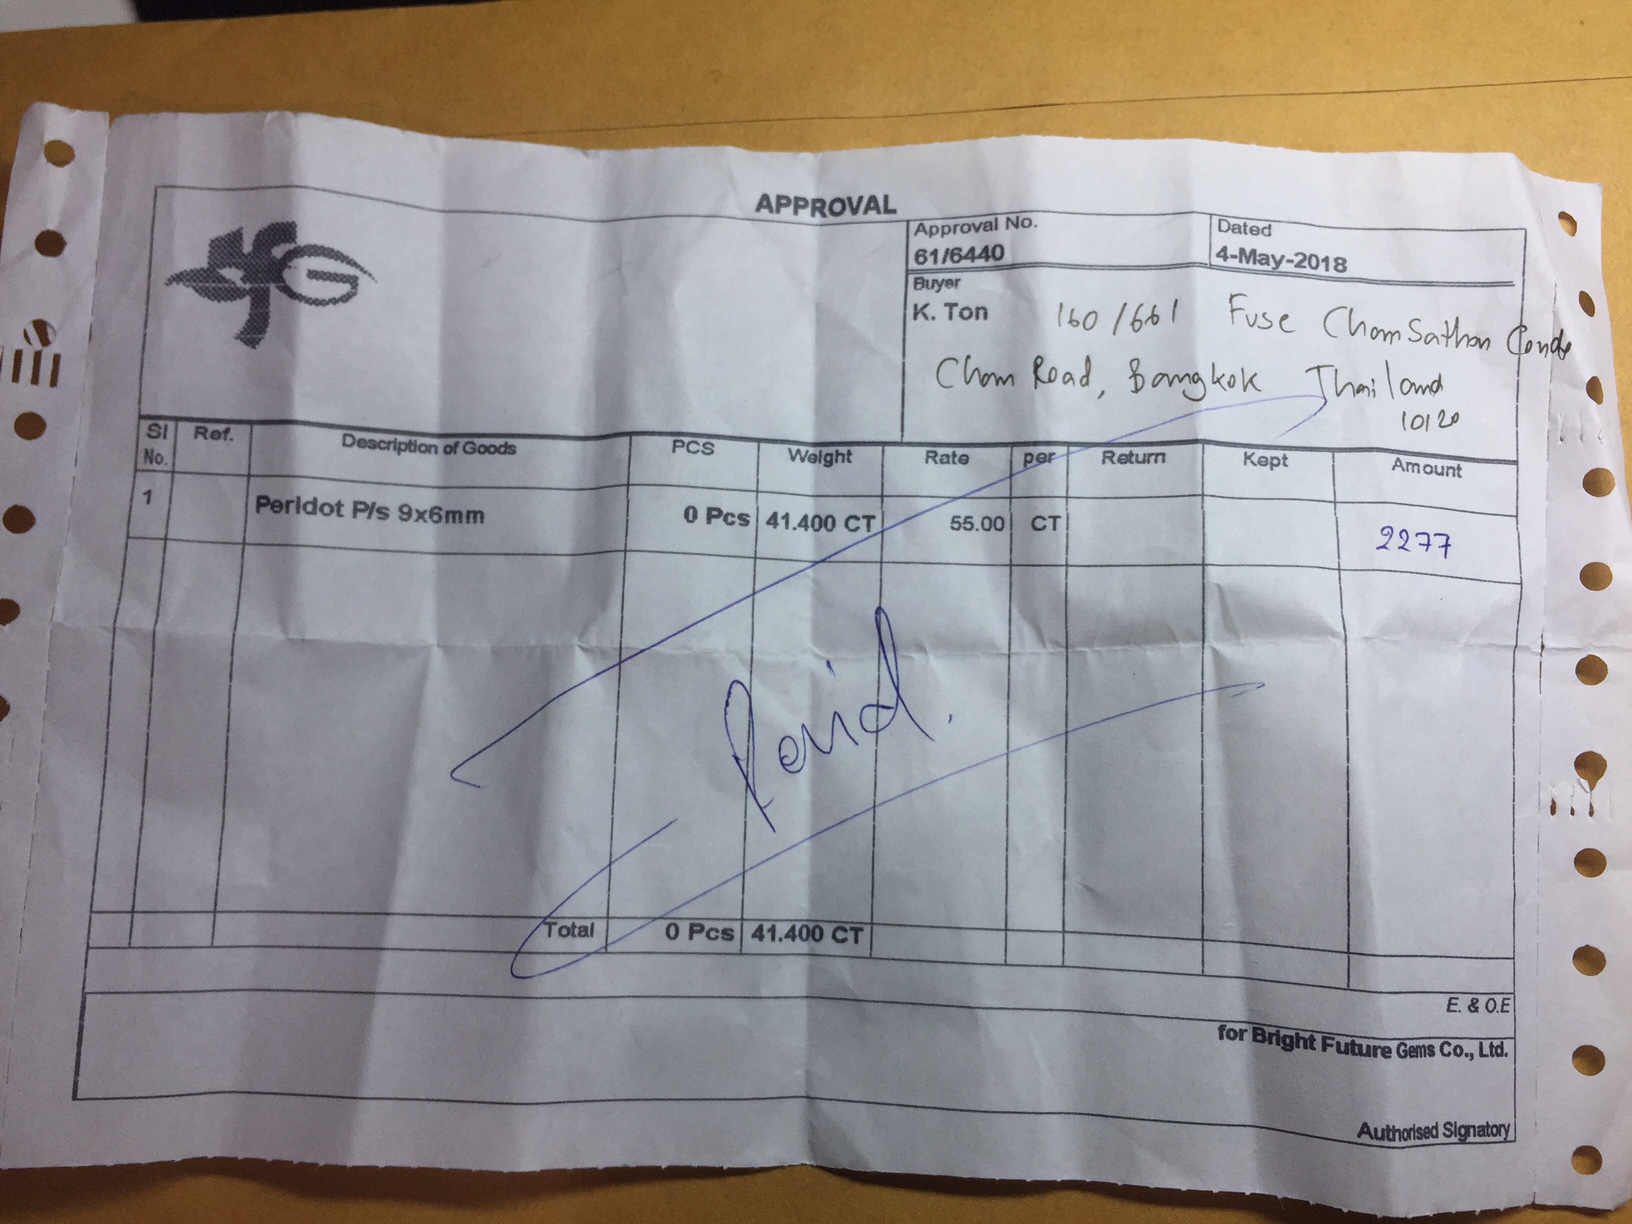 APPROVAL
Approval No.
61/6440
Dated
4-May-2018
Buyer
K. Ton 160/661 Fuse Chan Sathon Condo
Chan Road, Bangkok Thailand
10120
Sl No. Ref. Description of Goods PCS Weight Rate per Return Kept Amount
1 Peridot P/s 9x6mm 0 Pcs 41.400 CT 55.00 CT 2277
Paid.
Total 0 Pcs 41.400 CT
E. & O.E
for Bright Future Gems Co., Ltd.
Authorised Signatory